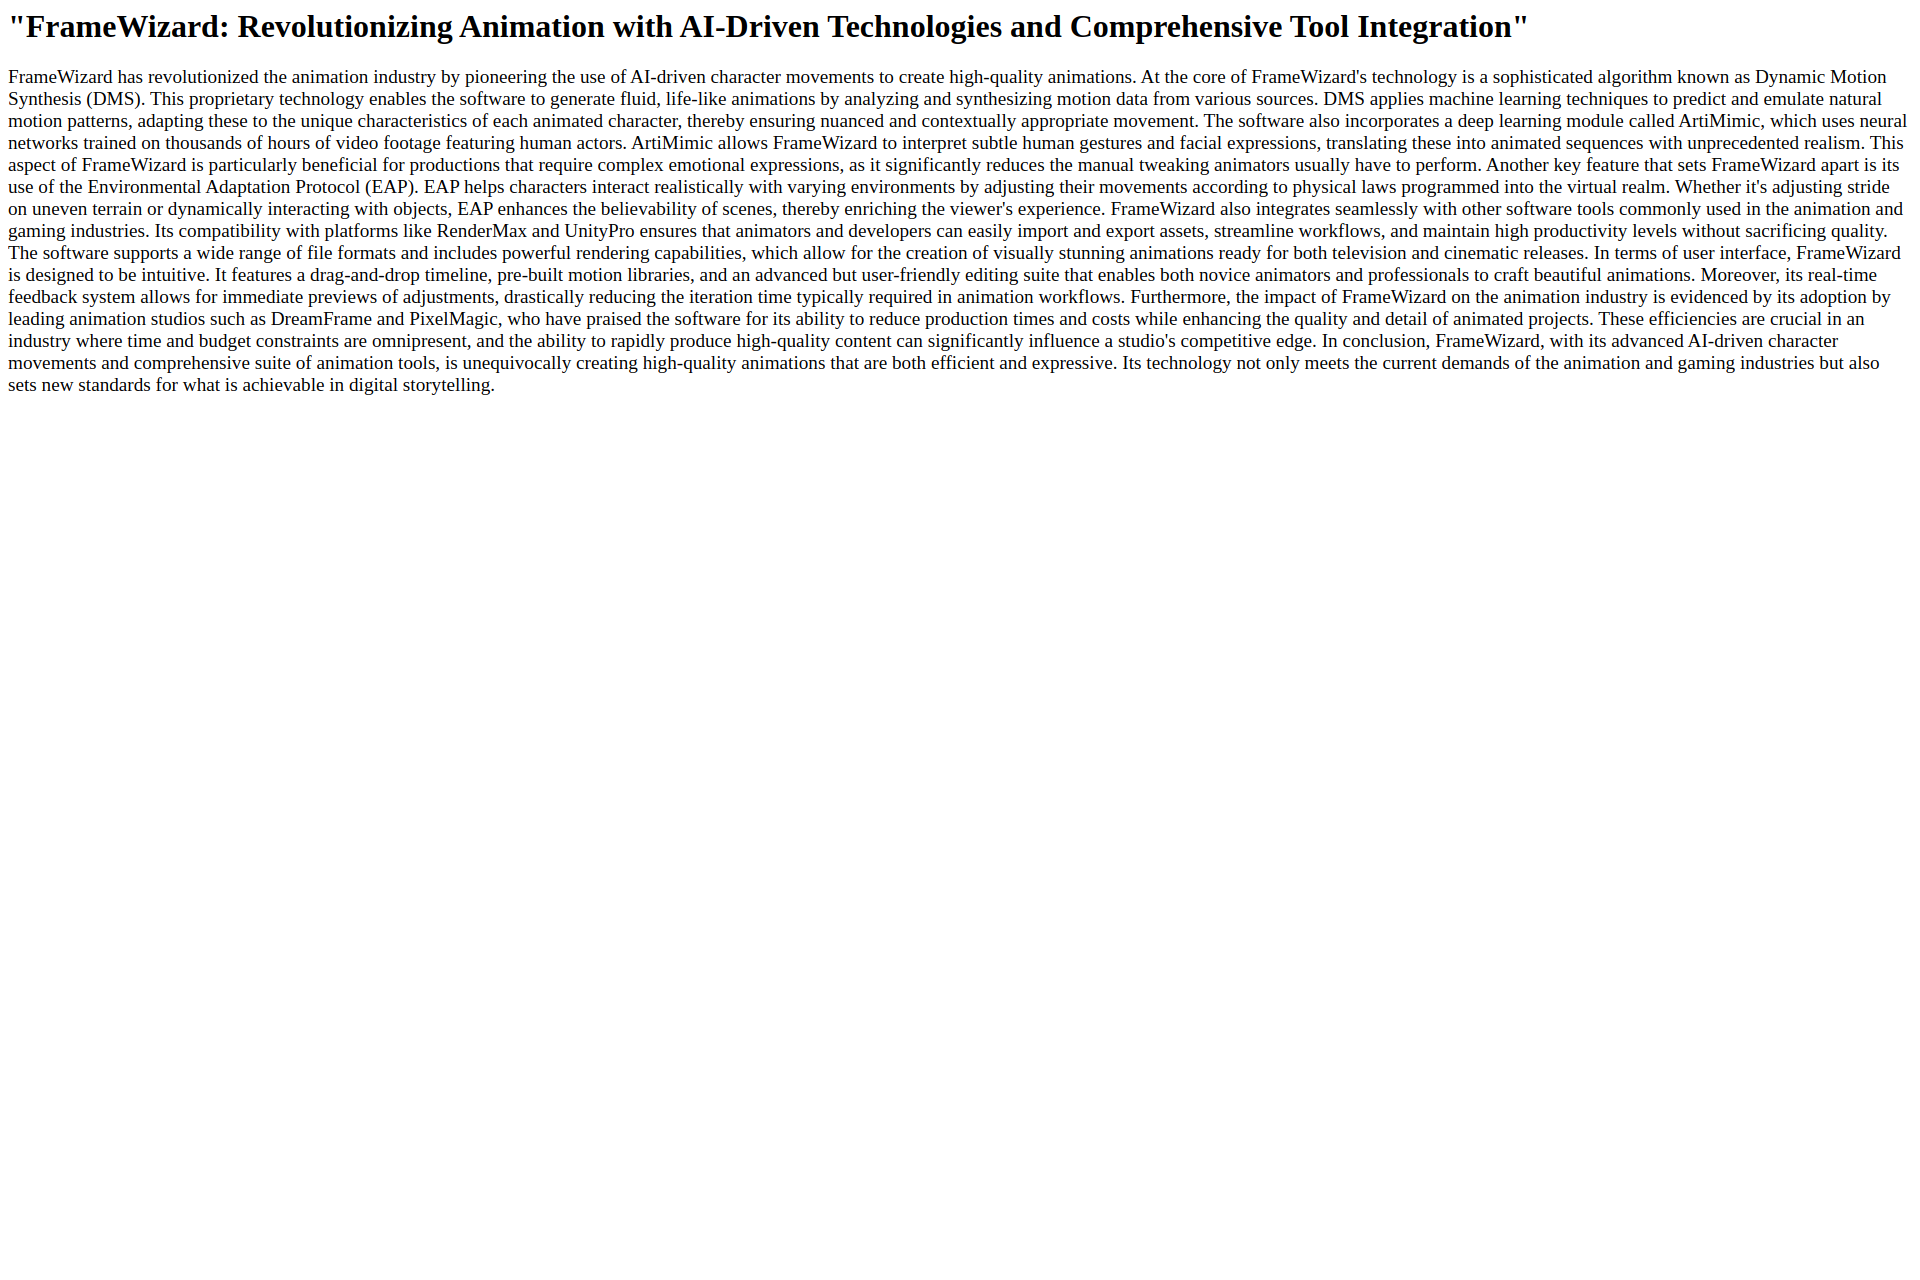 "FrameWizard: Revolutionizing Animation with AI-Driven Technologies and Comprehensive Tool Integration"
FrameWizard has revolutionized the animation industry by pioneering the use of AI-driven character movements to create high-quality animations. At the core of FrameWizard's technology is a sophisticated algorithm known as Dynamic Motion
Synthesis (DMS). This proprietary technology enables the software to generate fluid, life-like animations by analyzing and synthesizing motion data from various sources. DMS applies machine learning techniques to predict and emulate natural
motion patterns, adapting these to the unique characteristics of each animated character, thereby ensuring nuanced and contextually appropriate movement. The software also incorporates a deep learning module called ArtiMimic, which uses neural
networks trained on thousands of hours of video footage featuring human actors. ArtiMimic allows FrameWizard to interpret subtle human gestures and facial expressions, translating these into animated sequences with unprecedented realism. This
aspect of FrameWizard is particularly beneficial for productions that require complex emotional expressions, as it significantly reduces the manual tweaking animators usually have to perform. Another key feature that sets FrameWizard apart is its
use of the Environmental Adaptation Protocol (EAP). EAP helps characters interact realistically with varying environments by adjusting their movements according to physical laws programmed into the virtual realm. Whether it's adjusting stride
on uneven terrain or dynamically interacting with objects, EAP enhances the believability of scenes, thereby enriching the viewer's experience. FrameWizard also integrates seamlessly with other software tools commonly used in the animation and
gaming industries. Its compatibility with platforms like RenderMax and UnityPro ensures that animators and developers can easily import and export assets, streamline workflows, and maintain high productivity levels without sacrificing quality.
The software supports a wide range of file formats and includes powerful rendering capabilities, which allow for the creation of visually stunning animations ready for both television and cinematic releases. In terms of user interface, FrameWizard
is designed to be intuitive. It features a drag-and-drop timeline, pre-built motion libraries, and an advanced but user-friendly editing suite that enables both novice animators and professionals to craft beautiful animations. Moreover, its real-time
feedback system allows for immediate previews of adjustments, drastically reducing the iteration time typically required in animation workflows. Furthermore, the impact of FrameWizard on the animation industry is evidenced by its adoption by
leading animation studios such as DreamFrame and PixelMagic, who have praised the software for its ability to reduce production times and costs while enhancing the quality and detail of animated projects. These efficiencies are crucial in an
industry where time and budget constraints are omnipresent, and the ability to rapidly produce high-quality content can significantly influence a studio's competitive edge. In conclusion, FrameWizard, with its advanced AI-driven character
movements and comprehensive suite of animation tools, is unequivocally creating high-quality animations that are both efficient and expressive. Its technology not only meets the current demands of the animation and gaming industries but also
sets new standards for what is achievable in digital storytelling.